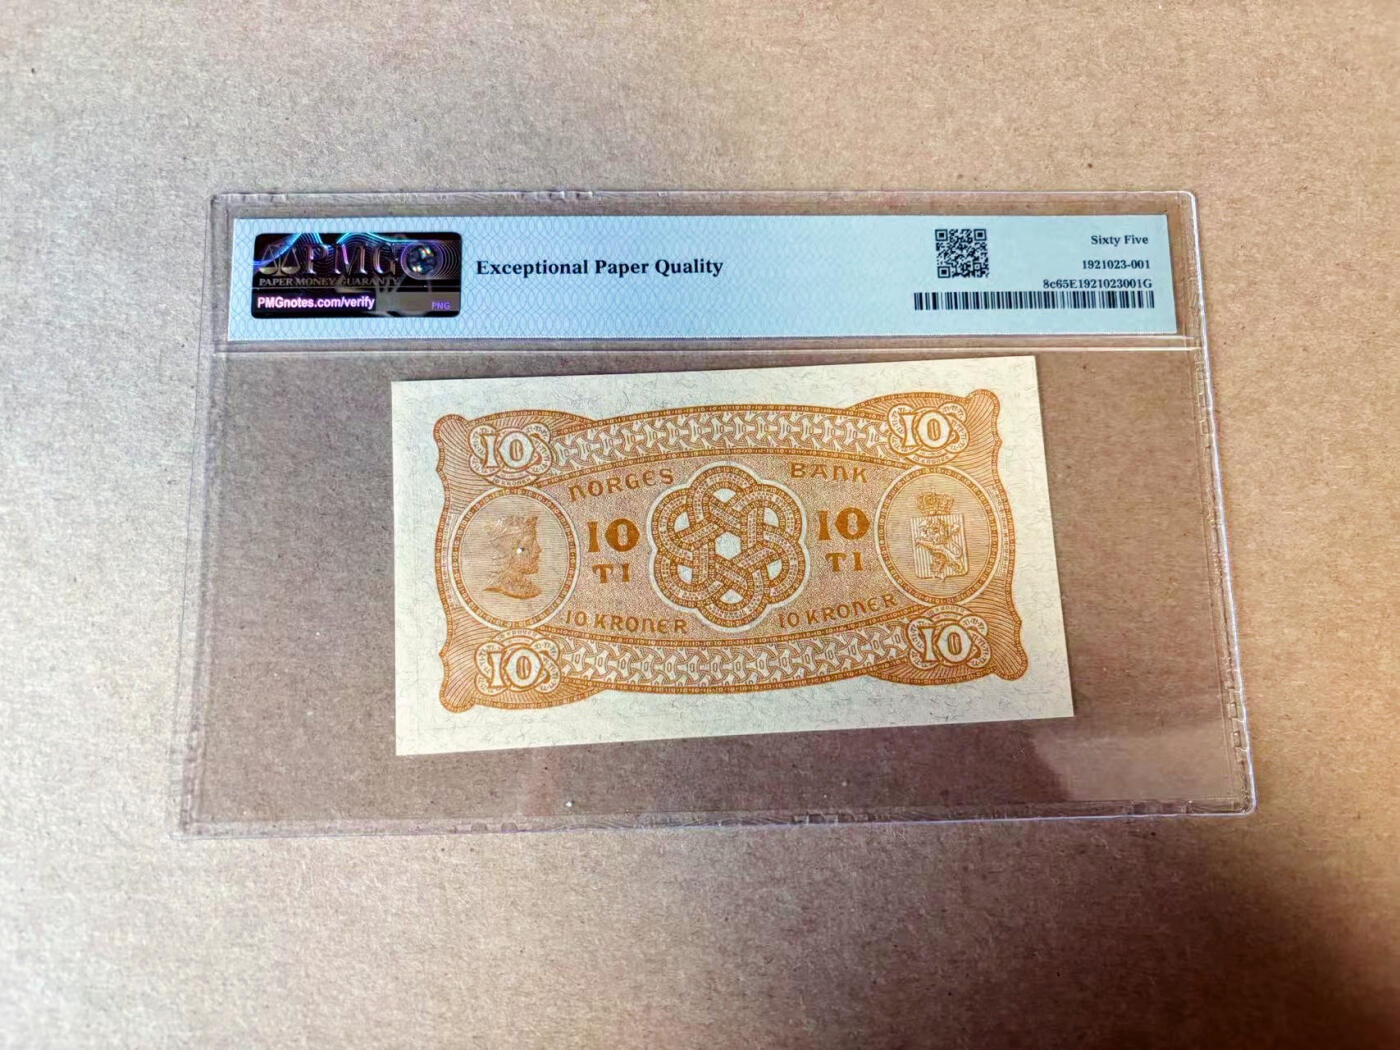 PMG
PAPER MONEY GUARANTY
PMGnotes.com/verify
PNG
Exceptional Paper Quality
Sixty Five
1921023-001
8c65E1921023001G
10
10
NORGES BANK
10
10
TI
TI
10 KRONER
10 KRONER
10
10